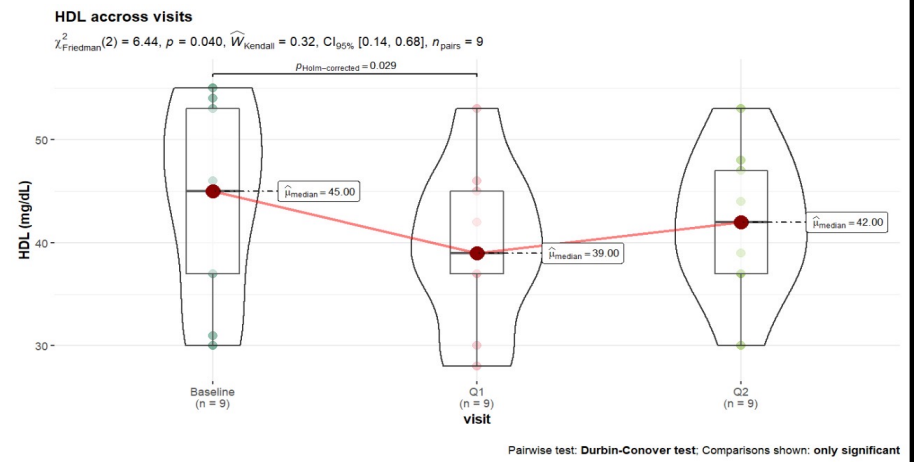 HDL accross visits
χ²Friedman(2) = 6.44, p = 0.040, ŴKendall = 0.32, CI95% [0.14, 0.68], npairs = 9
pHolm−corrected = 0.029
50
40
30
HDL (mg/dL)
μ̂median = 45.00
μ̂median = 39.00
μ̂median = 42.00
Baseline
(n = 9)
Q1
(n = 9)
Q2
(n = 9)
visit
Pairwise test: Durbin-Conover test; Comparisons shown: only significant